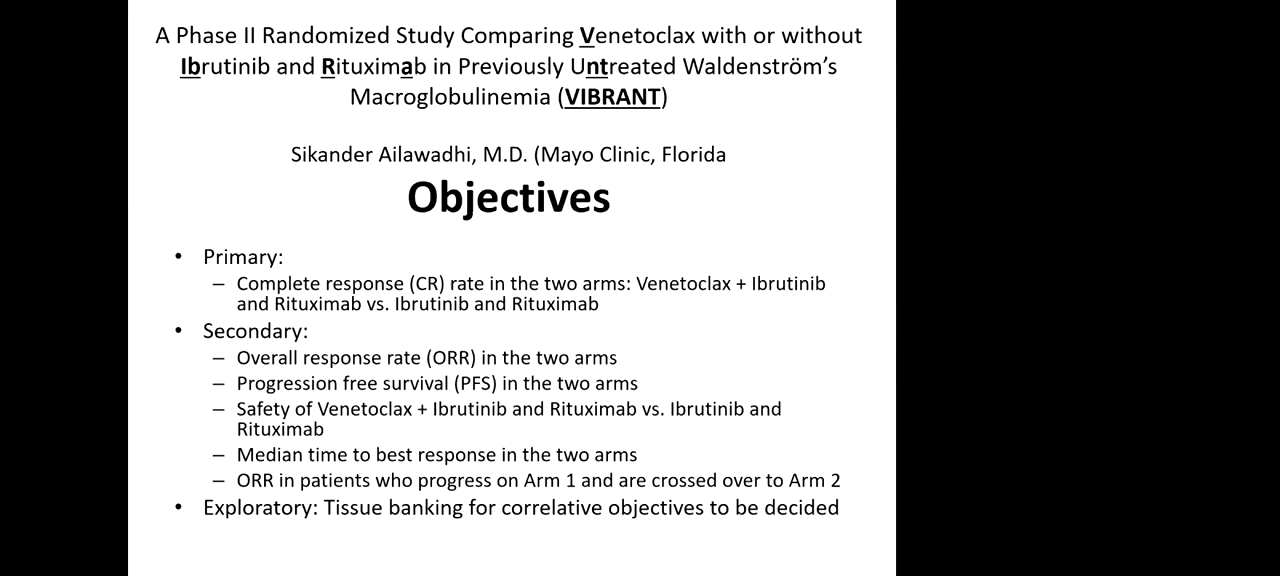 A Phase II Randomized Study Comparing Venetoclax with or without
Ibrutinib and Rituximab in Previously Untreated Waldenström’s
Macroglobulinemia (VIBRANT)
Sikander Ailawadhi, M.D. (Mayo Clinic, Florida
Objectives
• Primary:
– Complete response (CR) rate in the two arms: Venetoclax + Ibrutinib
and Rituximab vs. Ibrutinib and Rituximab
• Secondary:
– Overall response rate (ORR) in the two arms
– Progression free survival (PFS) in the two arms
– Safety of Venetoclax + Ibrutinib and Rituximab vs. Ibrutinib and
Rituximab
– Median time to best response in the two arms
– ORR in patients who progress on Arm 1 and are crossed over to Arm 2
• Exploratory: Tissue banking for correlative objectives to be decided